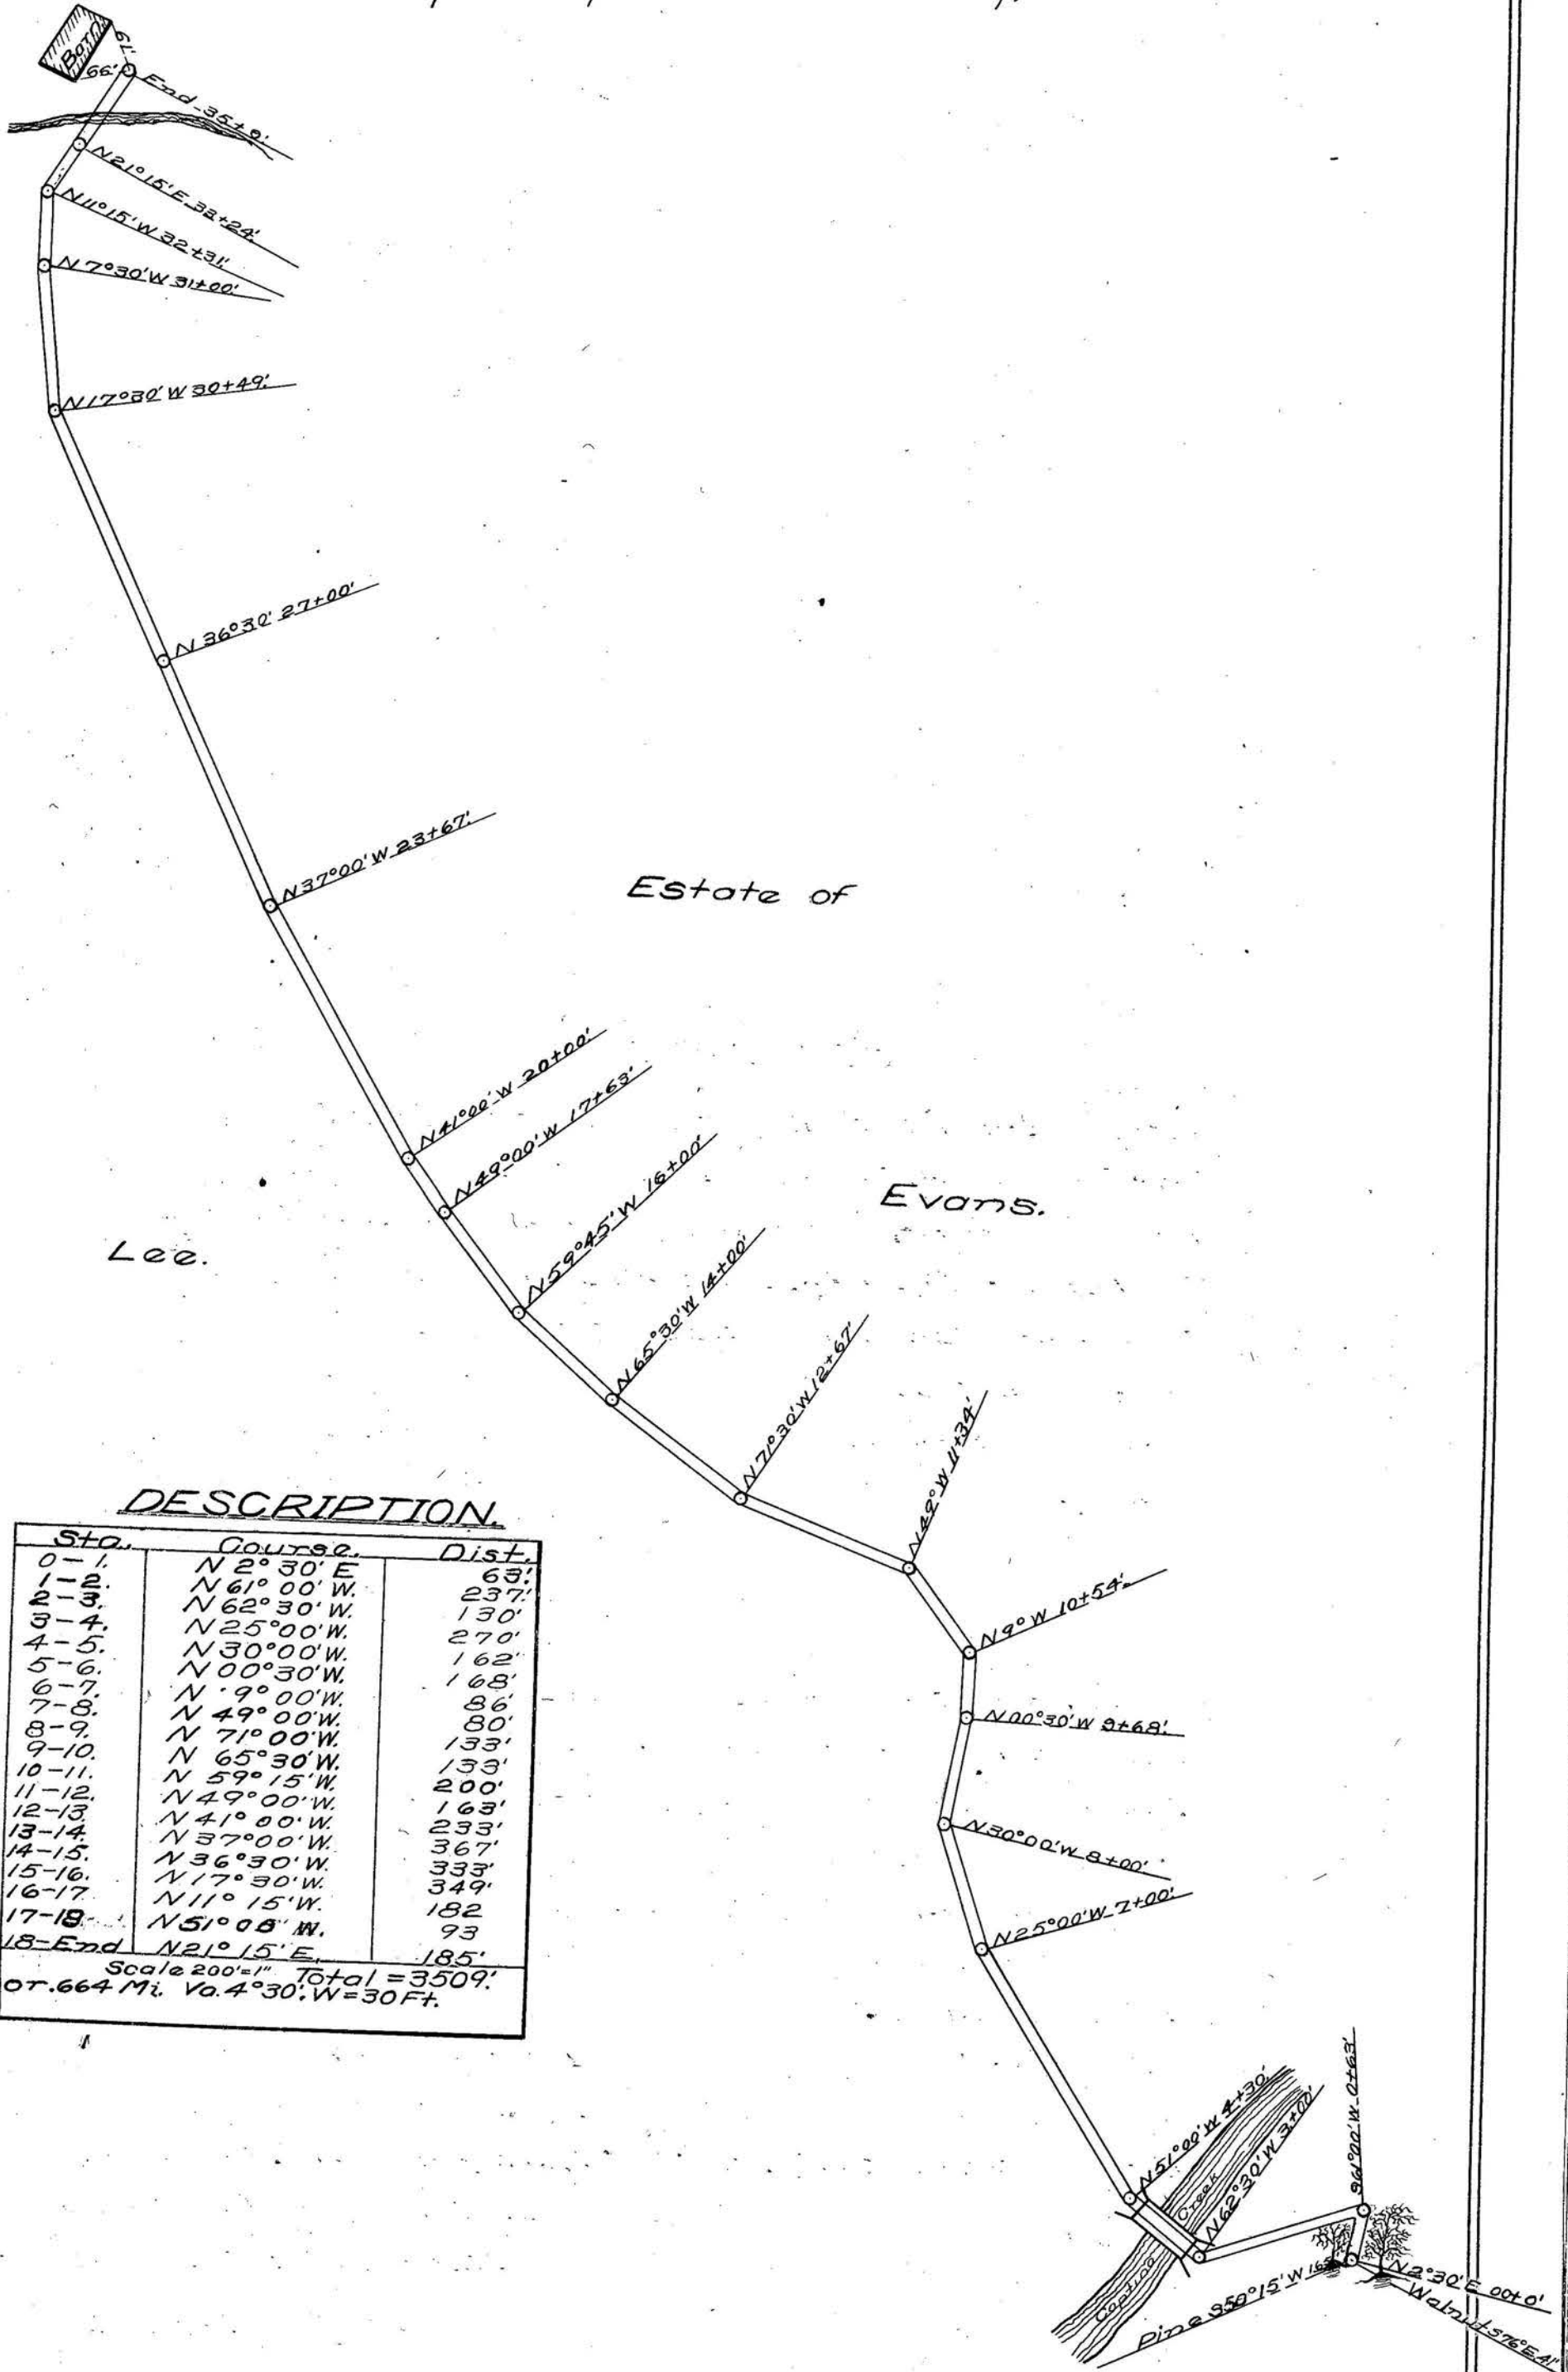 Barn
61'
66'
End 35+9'
N21°15'E 33+24'
N11°15'W 32+31'
N7°30'W 31+00'
N17°30'W 30+49'
N36°30' 27+00'
N37°00'W 23+67'
Estate of
N41°00'W 20+00'
N49°00'W 17+63'
N59°45'W 16+00'
Evans.
Lee.
N65°30'W 14+00'
N71°30'W 12+67'
N49°W 11+34'
N9°W 10+54'
N00°30'W 9+68'
N30°00'W 8+00'
N25°00'W 7+00'
DESCRIPTION.
Sta. Course. Dist.
0-1. N 2° 30' E 63'
1-2. N 61° 00' W. 237'
2-3. N 62° 30' W. 130'
3-4. N 25° 00' W. 270'
4-5. N 30° 00' W. 162'
5-6. N 00° 30' W. 168'
6-7. N 9° 00' W. 86'
7-8. N 49° 00' W. 80'
8-9. N 71° 00' W. 133'
9-10. N 65° 30' W. 133'
10-11. N 59° 15' W. 200'
11-12. N 49° 00' W. 163'
12-13. N 41° 00' W. 233'
13-14. N 37° 00' W. 367'
14-15. N 36° 30' W. 333'
15-16. N 17° 30' W. 349'
16-17 N 11° 15' W. 182
17-18 N 51° W. 93
18-End N 21° 15' E. 185'
Scale 200'=1" Total = 3509'.
or .664 Mi. Va. 4°30'. W=30 Ft.
N51°00'W 4+30'
N62°30'W 3+00'
Captina Creek
S61°00'W 0+63'
N2°30'E 00+0'
Walnut S76°E 41'
Pine S50°15'W